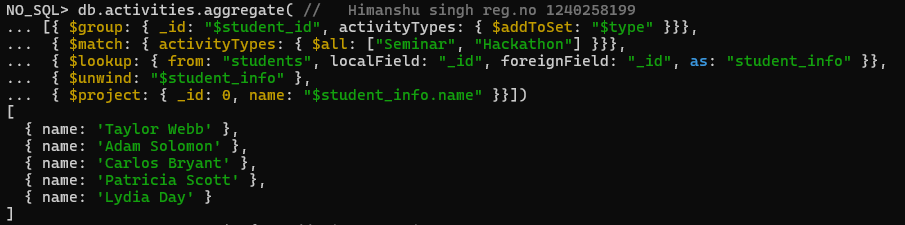 NO_SQL> db.activities.aggregate( //   Himanshu singh reg.no 1240258199
... [{ $group: { _id: "$student_id", activityTypes: { $addToSet: "$type" }}},
...  { $match: { activityTypes: { $all: ["Seminar", "Hackathon"] }}},
...  { $lookup: { from: "students", localField: "_id", foreignField: "_id", as: "student_info" }},
...  { $unwind: "$student_info" },
...  { $project: { _id: 0, name: "$student_info.name" }}])
[
  { name: 'Taylor Webb' },
  { name: 'Adam Solomon' },
  { name: 'Carlos Bryant' },
  { name: 'Patricia Scott' },
  { name: 'Lydia Day' }
]